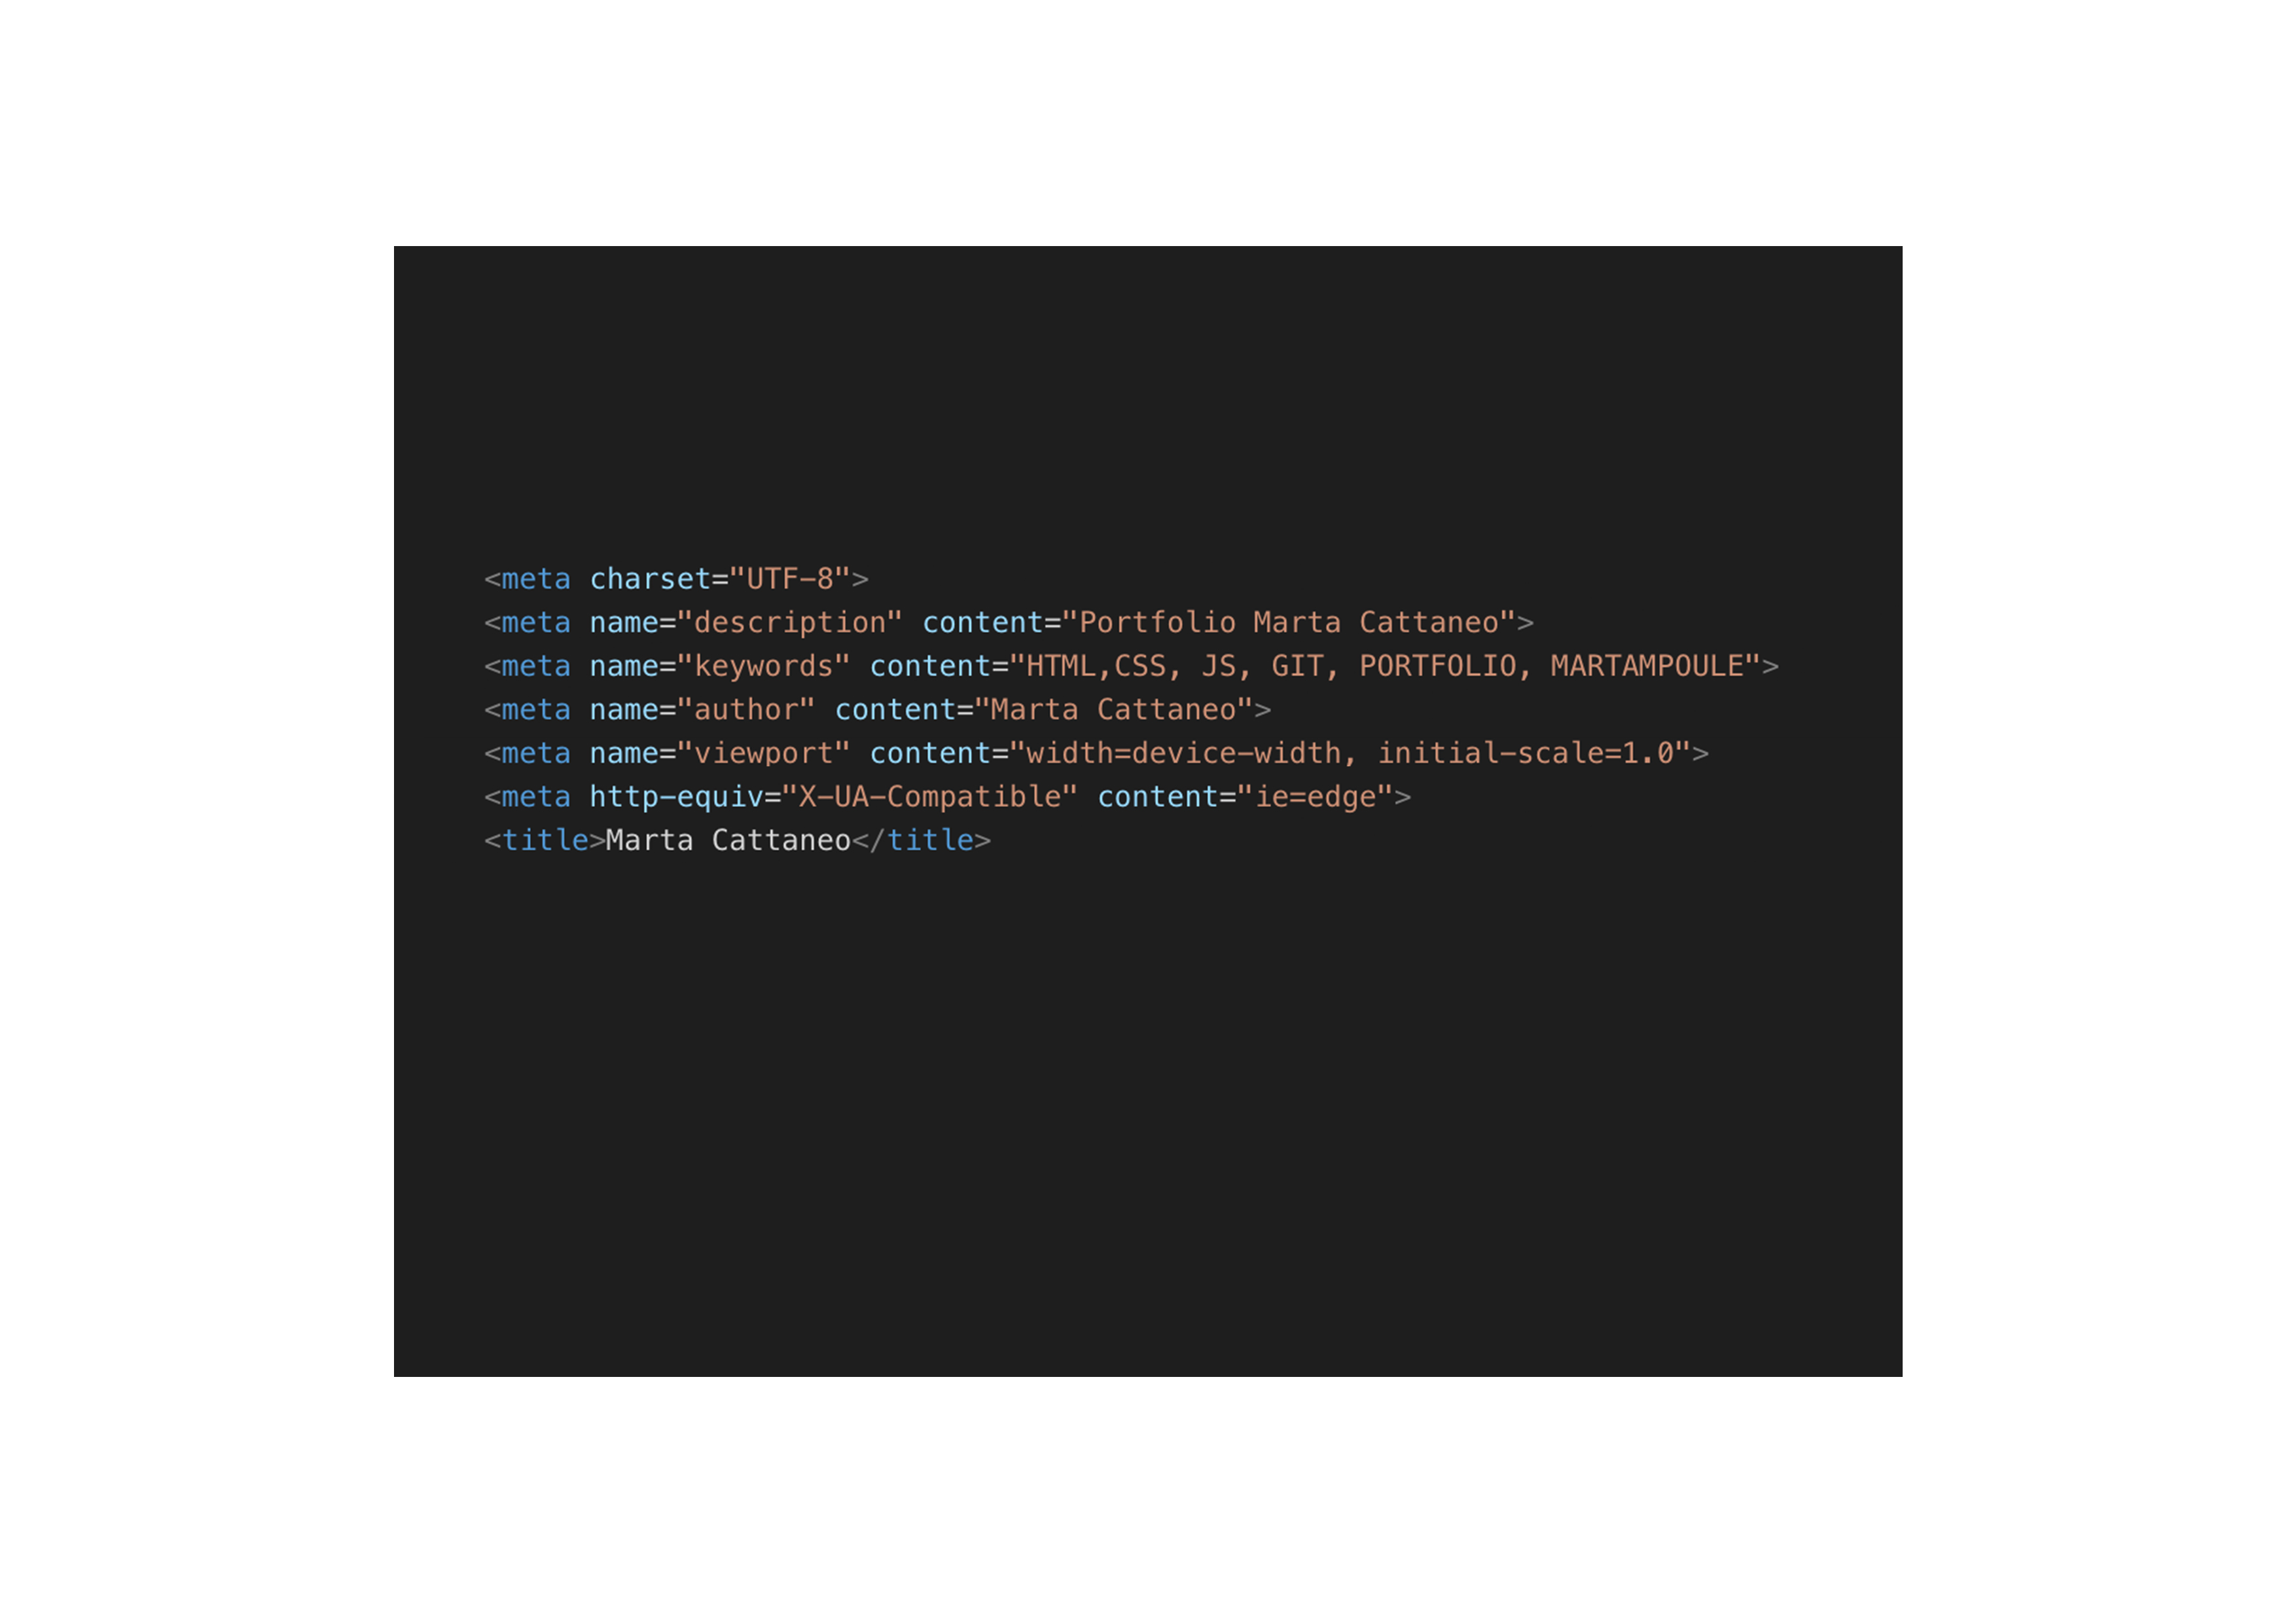 <meta charset="UTF-8">
<meta name="description" content="Portfolio Marta Cattaneo">
<meta name="keywords" content="HTML,CSS, JS, GIT, PORTFOLIO, MARTAMPOULE">
<meta name="author" content="Marta Cattaneo">
<meta name="viewport" content="width=device-width, initial-scale=1.0">
<meta http-equiv="X-UA-Compatible" content="ie=edge">
<title>Marta Cattaneo</title>